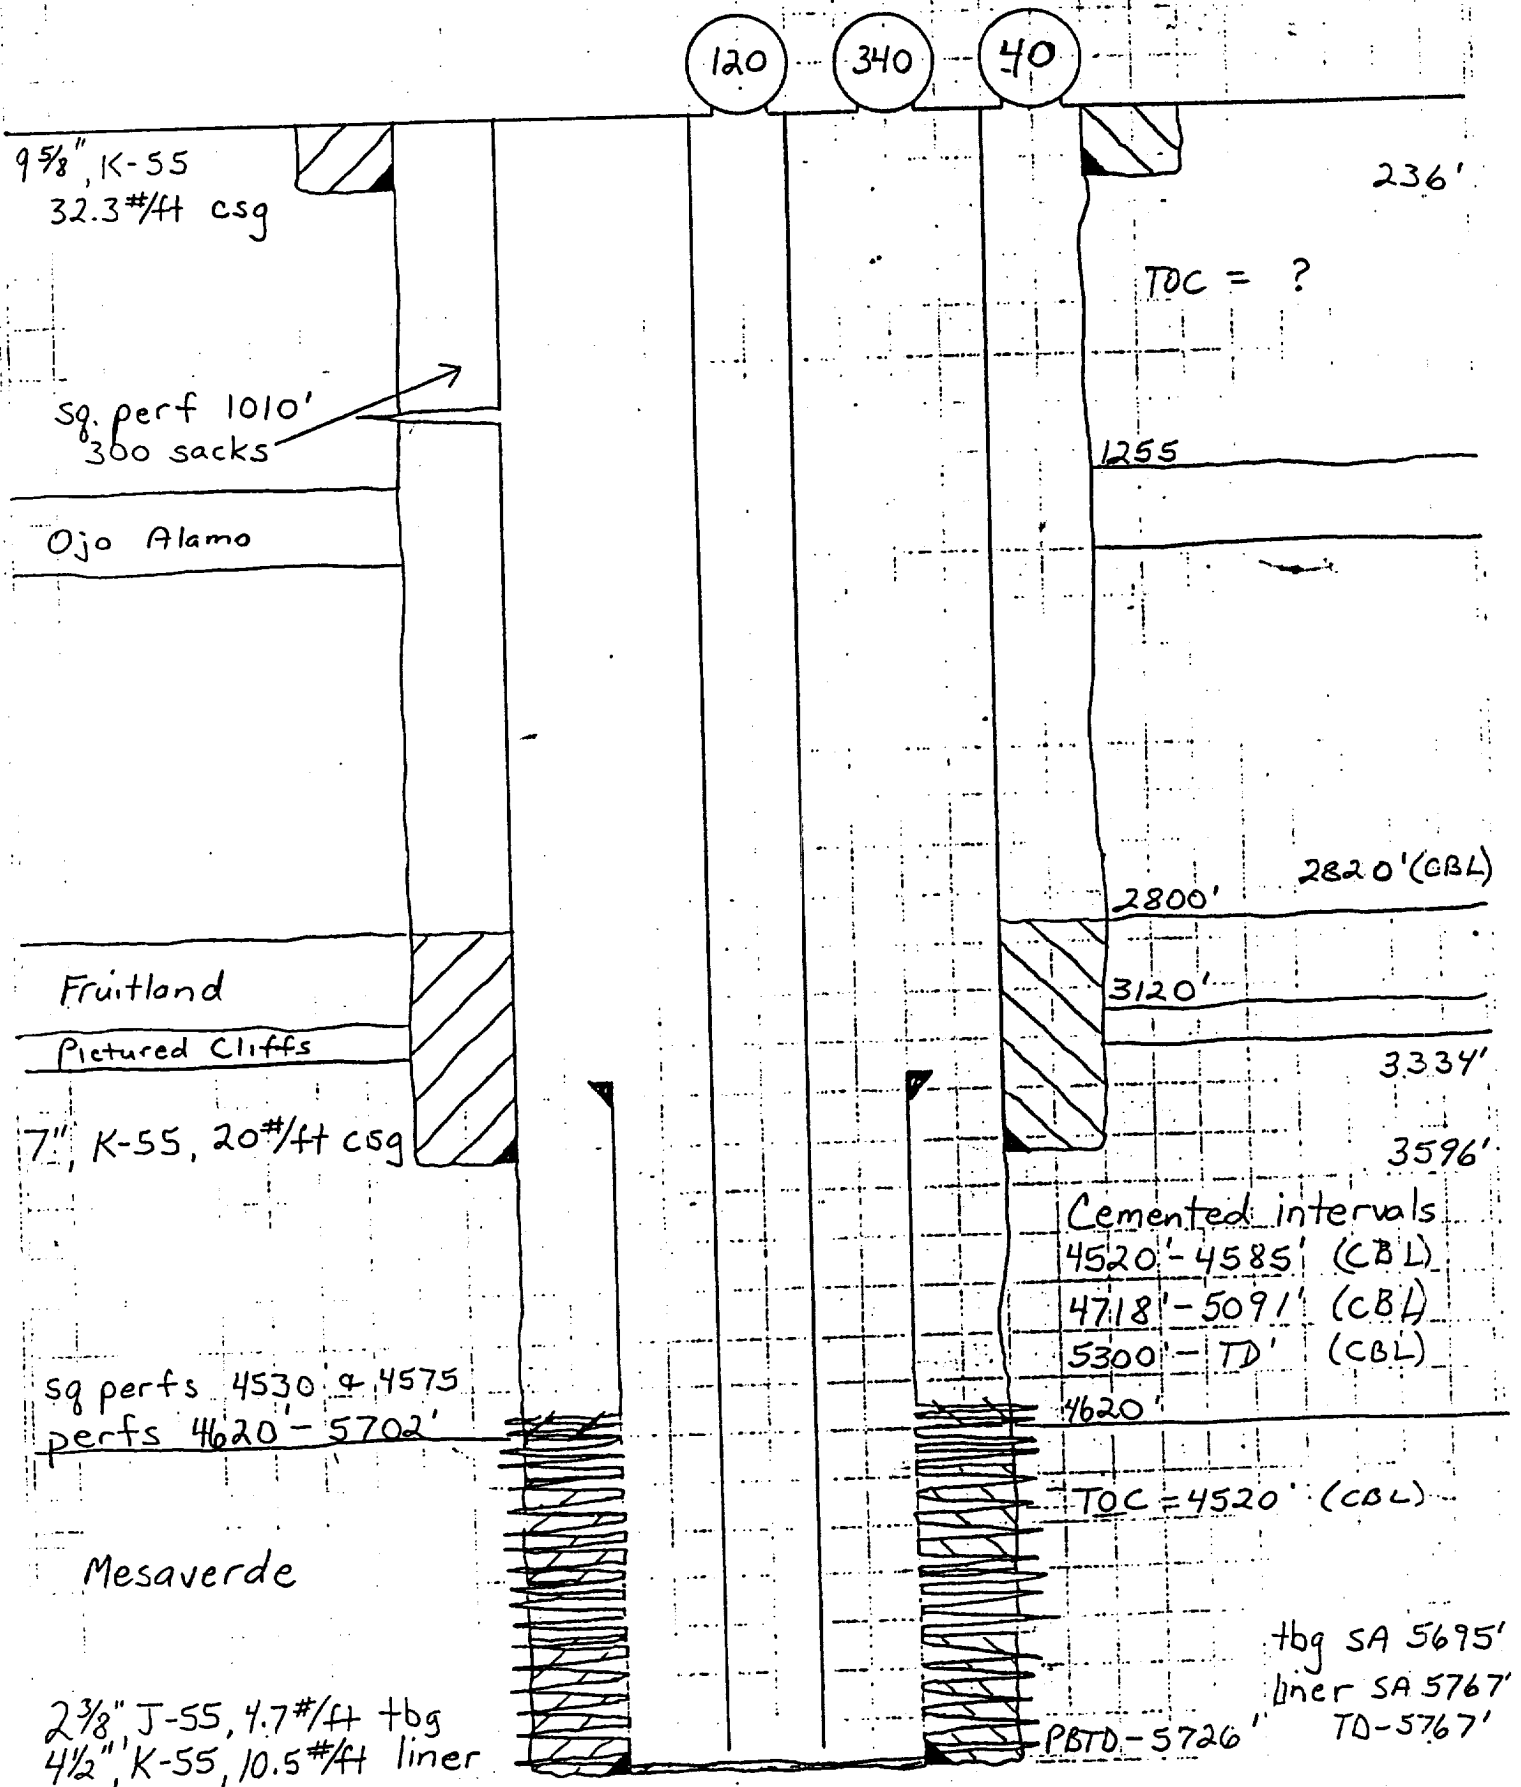 120 340 40
9 5/8", K-55
32.3#/ft csg
236'
TOC = ?
sq. perf 1010'
300 sacks
1255
Ojo Alamo
2820'(CBL)
2800'
Fruitland
3120'
Pictured Cliffs
3334'
7", K-55, 20#/ft csg
3596'
Cemented intervals
4520'-4585' (CBL)
4718'-5091' (CBL)
5300'-TD' (CBL)
sq perfs 4530' & 4575
perfs 4620'-5702'
4620'
TOC = 4520' (CBL)
Mesaverde
tbg SA 5695'
liner SA 5767'
TD-5767'
PBTD-5726'
2 3/8", J-55, 4.7#/ft tbg
4 1/2", K-55, 10.5#/ft liner